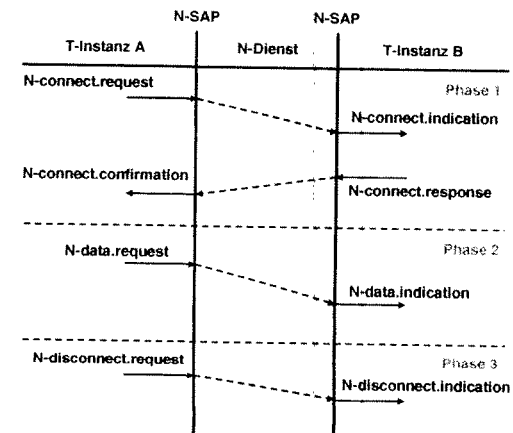 N-SAP N-SAP
T-Instanz A N-Dienst T-Instanz B
N-connect.request
Phase 1
N-connect.indication
N-connect.confirmation
N-connect.response
Phase 2
N-data.request
N-data.indication
N-disconnect.request
Phase 3
N-disconnect.indication